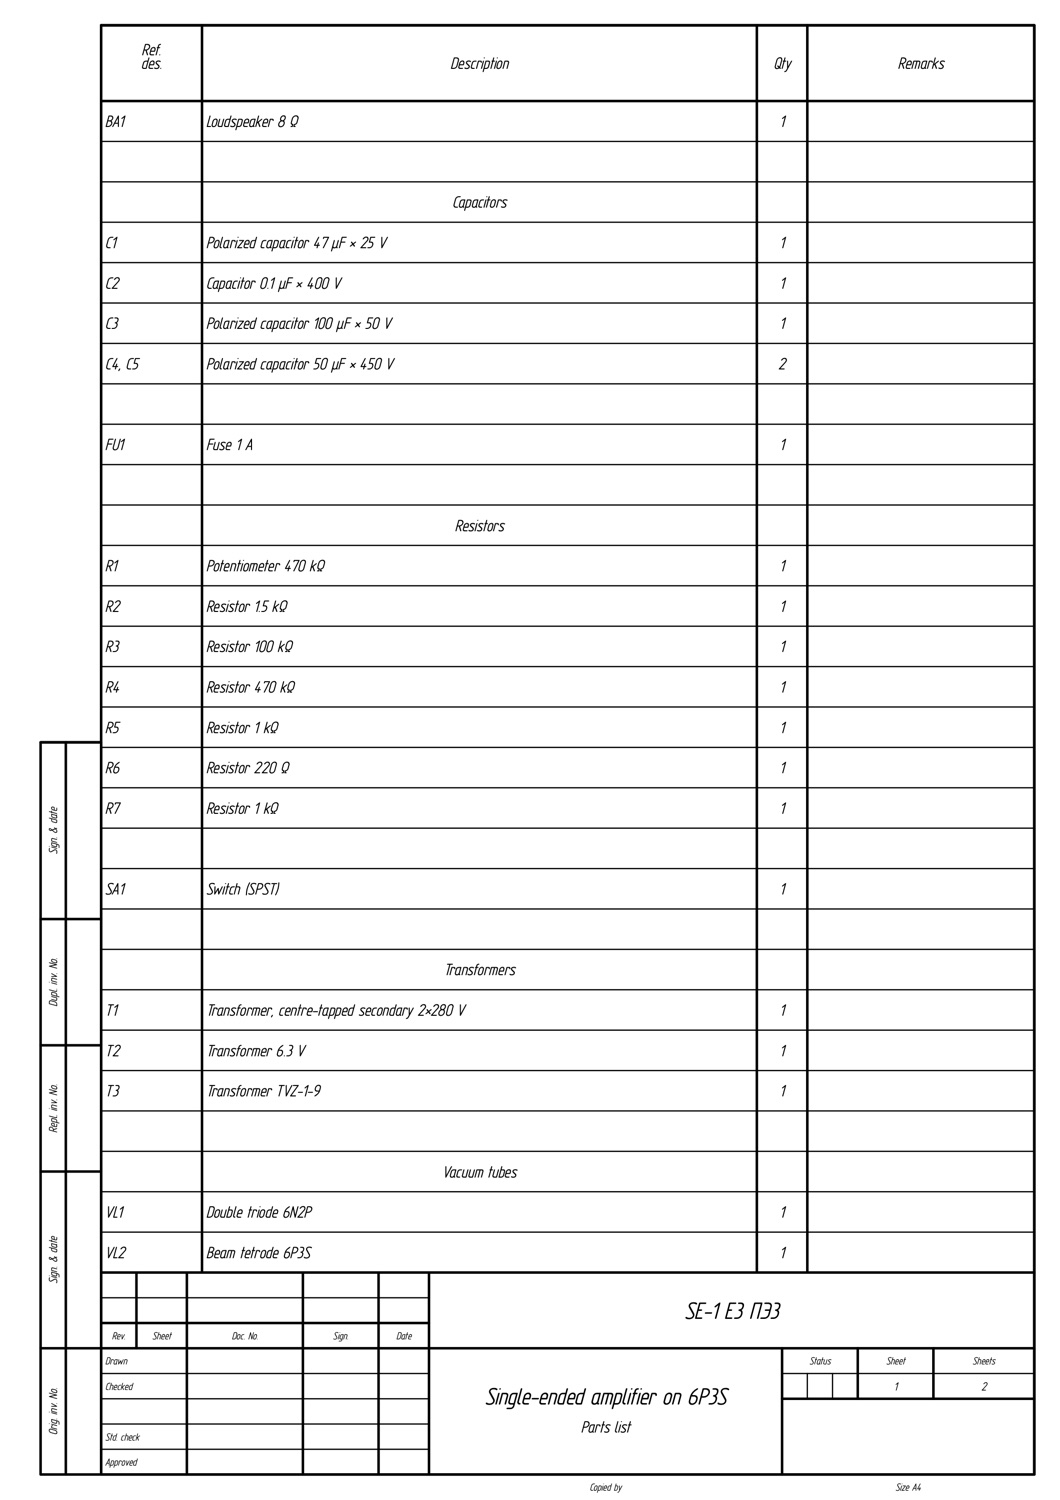 Ref. des. Description Qty Remarks
BA1 Loudspeaker 8 Ω 1
Capacitors
C1 Polarized capacitor 47 µF × 25 V 1
C2 Capacitor 0.1 µF × 400 V 1
C3 Polarized capacitor 100 µF × 50 V 1
C4, C5 Polarized capacitor 50 µF × 450 V 2
FU1 Fuse 1 A 1
Resistors
R1 Potentiometer 470 kΩ 1
R2 Resistor 1.5 kΩ 1
R3 Resistor 100 kΩ 1
R4 Resistor 470 kΩ 1
R5 Resistor 1 kΩ 1
R6 Resistor 220 Ω 1
R7 Resistor 1 kΩ 1
SA1 Switch (SPST) 1
Transformers
T1 Transformer, centre-tapped secondary 2×280 V 1
T2 Transformer 6.3 V 1
T3 Transformer TVZ-1-9 1
Vacuum tubes
VL1 Double triode 6N2P 1
VL2 Beam tetrode 6P3S 1
Sign. & date
Dupl. inv. No.
Repl. inv. No.
Sign. & date
Orig. inv. No.
SE-1 E3 ПЭ3
Rev. Sheet Doc. No. Sign. Date
Drawn
Checked
Std. check
Approved
Single-ended amplifier on 6P3S
Parts list
Status Sheet Sheets
1 2
Copied by Size A4